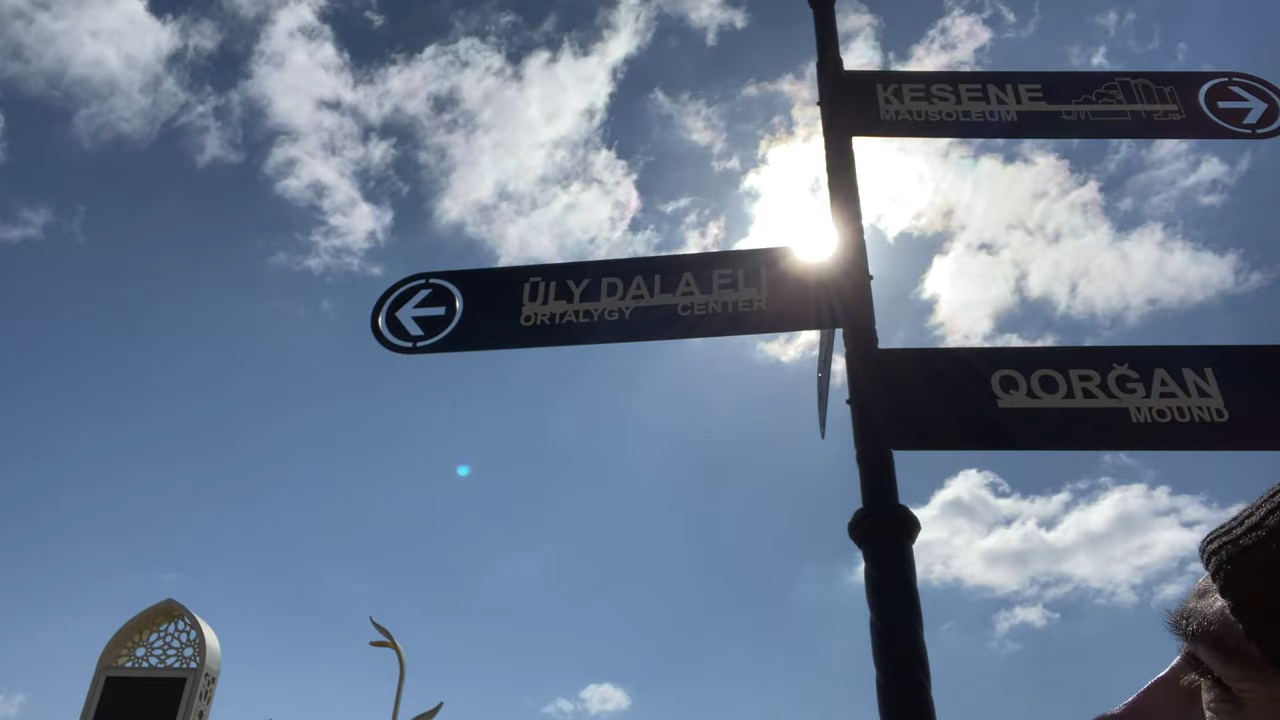 KESENE
MAUSOLEUM
ŪLY DALA ELI
ORTALYGY CENTER
QORĞAN
MOUND